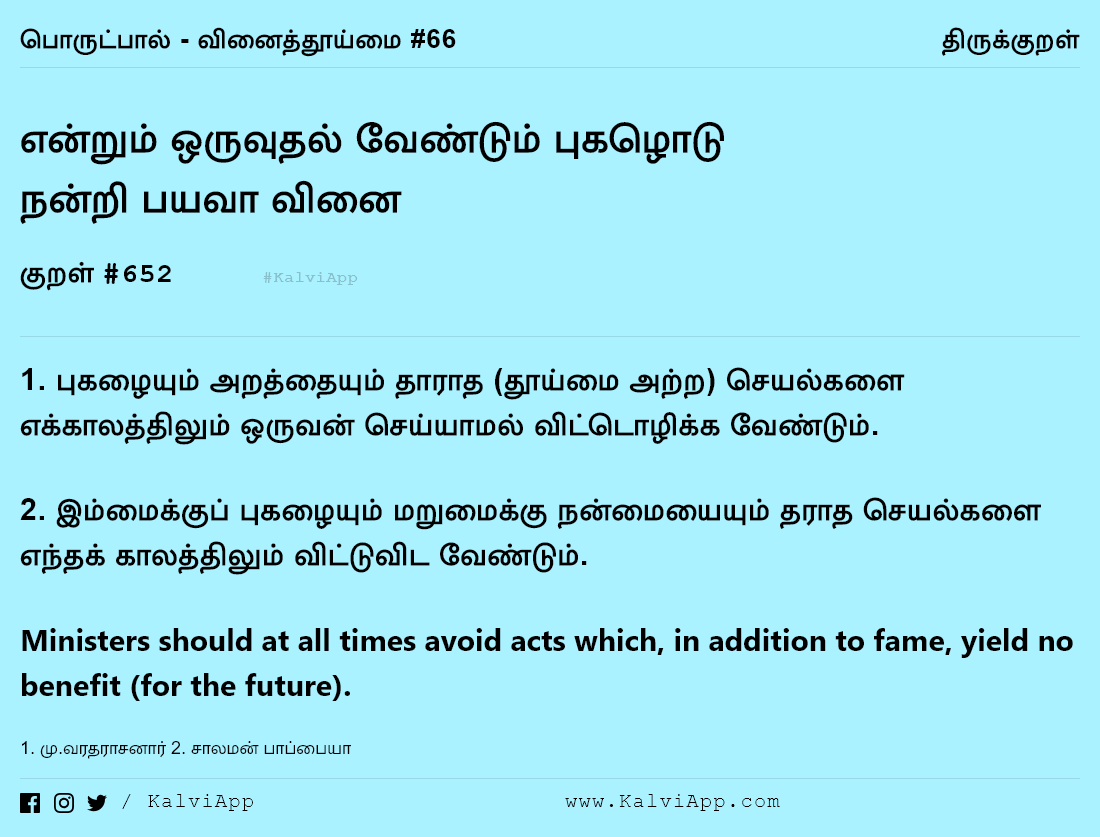 பொருட்பால் - வினைத்தூய்மை #66 திருக்குறள்
என்றும் ஒருவுதல் வேண்டும் புகழொடு
நன்றி பயவா வினை
குறள் #652 #KalviApp
1. புகழையும் அறத்தையும் தாராத (தூய்மை அற்ற) செயல்களை
எக்காலத்திலும் ஒருவன் செய்யாமல் விட்டொழிக்க வேண்டும்.
2. இம்மைக்குப் புகழையும் மறுமைக்கு நன்மையையும் தராத செயல்களை
எந்தக் காலத்திலும் விட்டுவிட வேண்டும்.
Ministers should at all times avoid acts which, in addition to fame, yield no
benefit (for the future).
1. மு.வரதராசனார் 2. சாலமன் பாப்பையா
/ KalviApp www.KalviApp.com